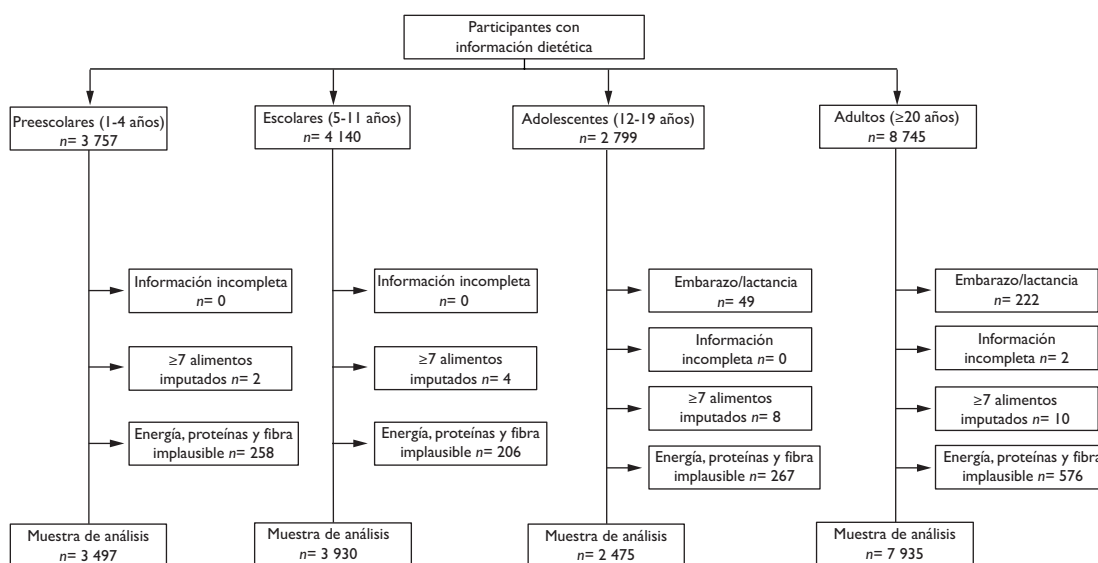 Participantes con
información dietética
Preescolares (1-4 años)
n= 3 757
Escolares (5-11 años)
n= 4 140
Adolescentes (12-19 años)
n= 2 799
Adultos (≥20 años)
n= 8 745
Información incompleta
n= 0
≥7 alimentos
imputados n= 2
Energía, proteínas y fibra
implausible n= 258
Información incompleta
n= 0
≥7 alimentos
imputados n= 4
Energía, proteínas y fibra
implausible n= 206
Embarazo/lactancia
n= 49
Información
incompleta n= 0
≥7 alimentos
imputados n= 8
Energía, proteínas y fibra
implausible n= 267
Embarazo/lactancia
n= 222
Información
incompleta n= 2
≥7 alimentos
imputados n= 10
Energía, proteínas y fibra
implausible n= 576
Muestra de análisis
n= 3 497
Muestra de análisis
n= 3 930
Muestra de análisis
n= 2 475
Muestra de análisis
n= 7 935